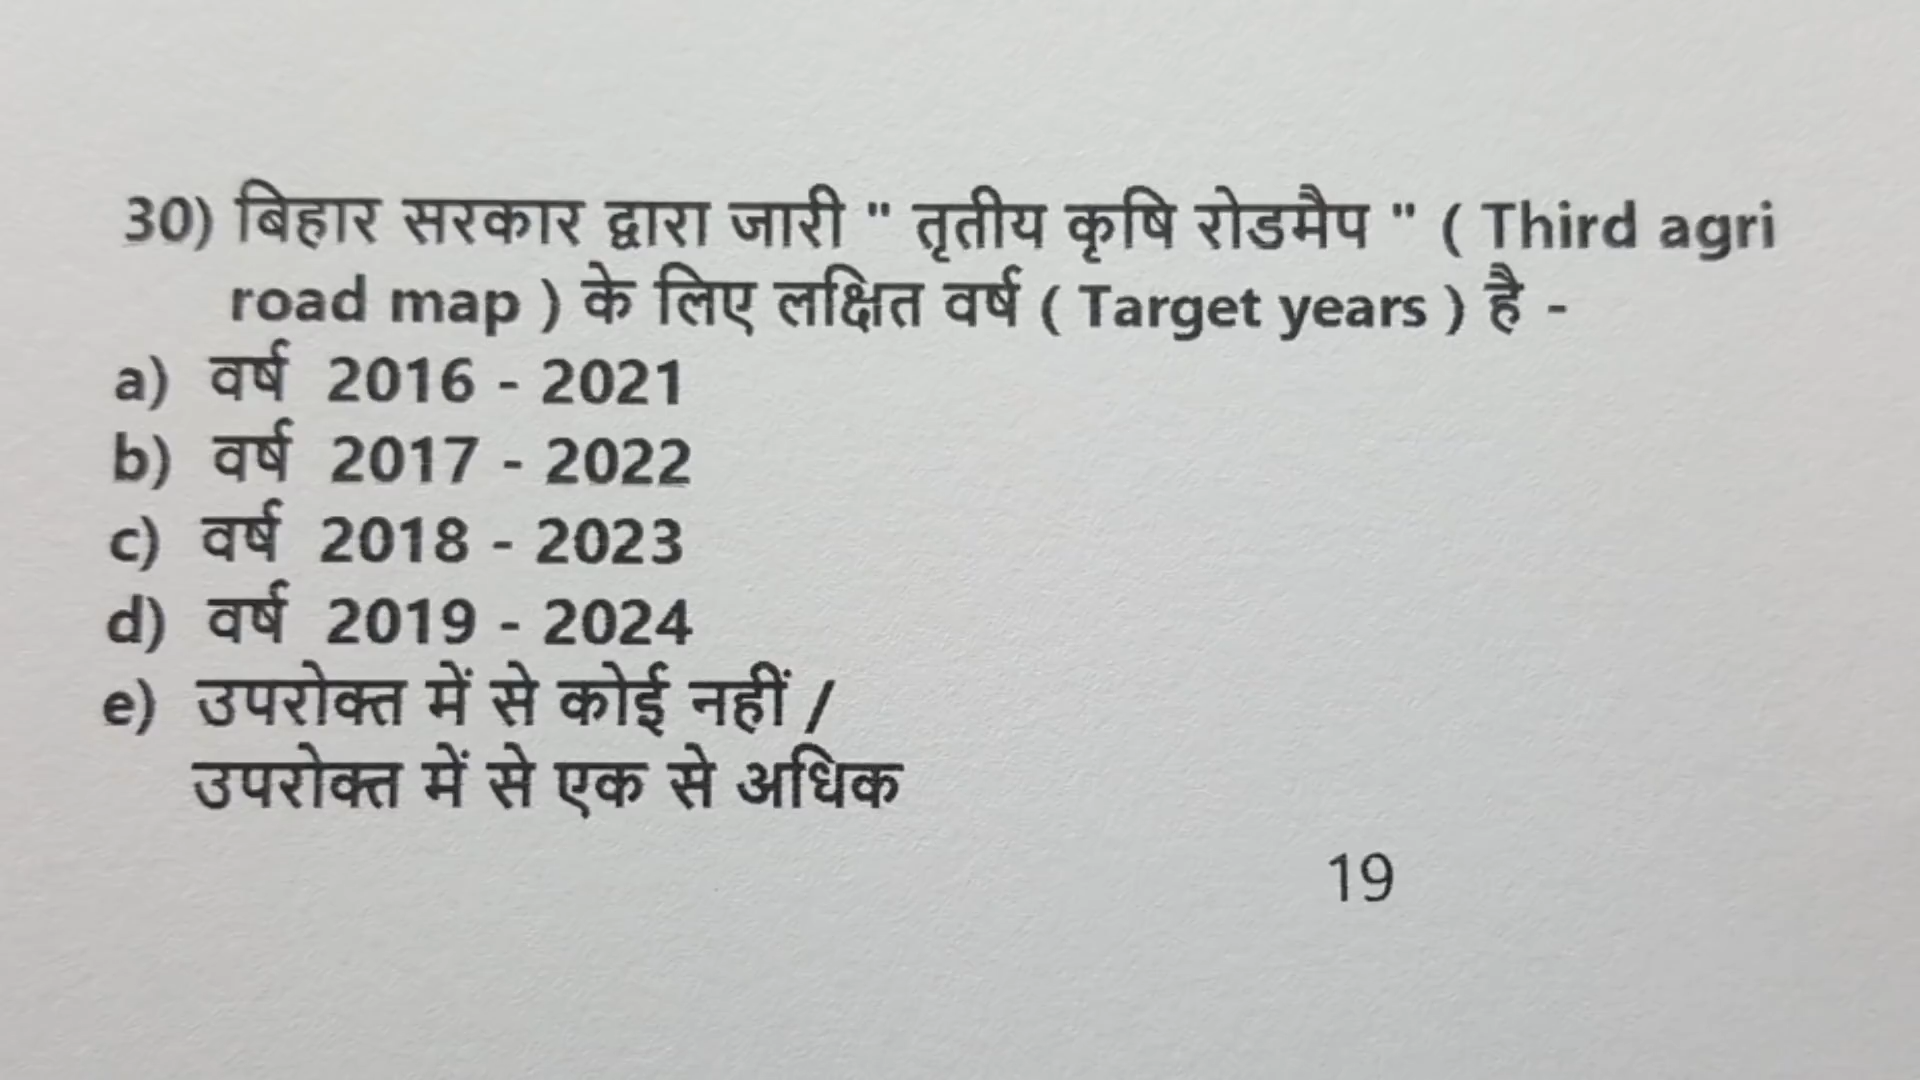 30) बिहार सरकार द्वारा जारी " तृतीय कृषि रोडमैप " ( Third agri
road map ) के लिए लक्षित वर्ष ( Target years ) है -
a) वर्ष 2016 - 2021
b) वर्ष 2017 - 2022
c) वर्ष 2018 - 2023
d) वर्ष 2019 - 2024
e) उपरोक्त में से कोई नहीं /
उपरोक्त में से एक से अधिक
19